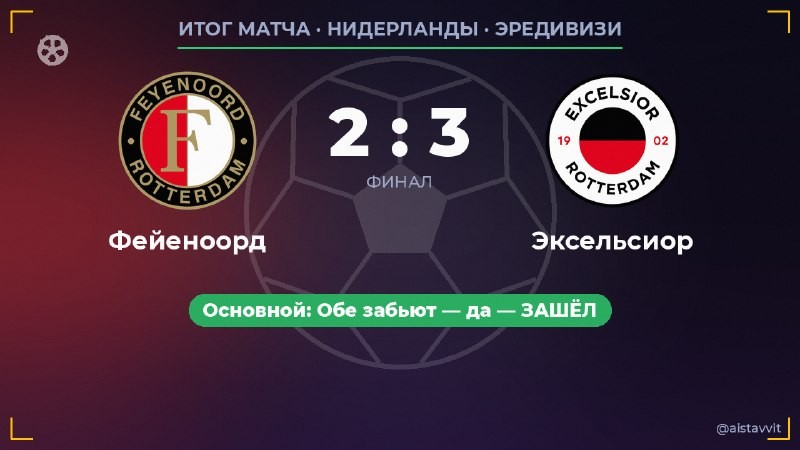 ИТОГ МАТЧА · НИДЕРЛАНДЫ · ЭРЕДИВИЗИ
FEYENOORD
F
ROTTERDAM
2 : 3
ФИНАЛ
EXCELSIOR
19 02
ROTTERDAM
Фейеноорд
Эксельсиор
Основной: Обе забьют — да — ЗАШЁЛ
@aistavvit